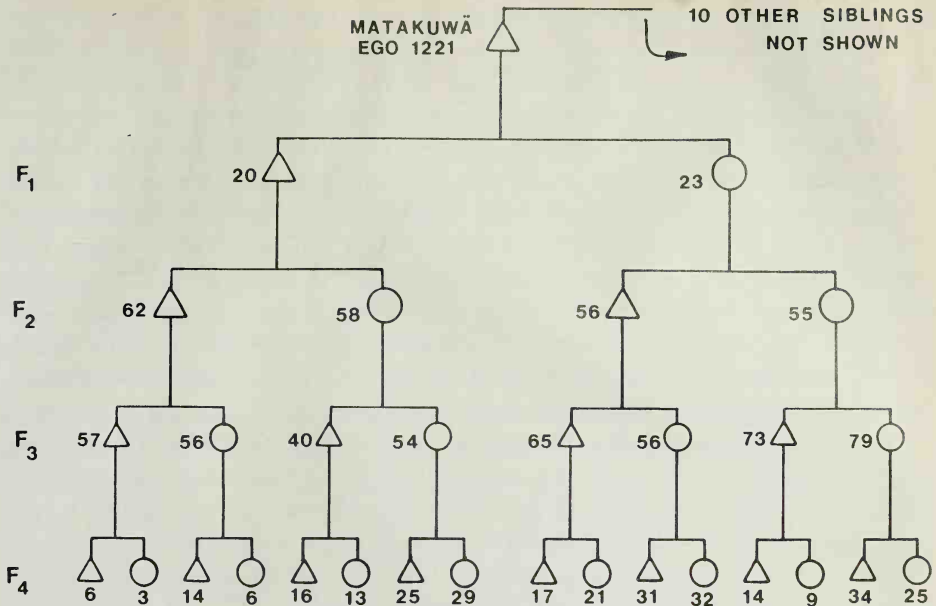 MATAKUWÄ
EGO 1221
10 OTHER SIBLINGS
NOT SHOWN
F1 20 23
F2 62 58 56 55
F3 57 56 40 54 65 56 73 79
F4 6 3 14 6 16 13 25 29 17 21 31 32 14 9 34 25